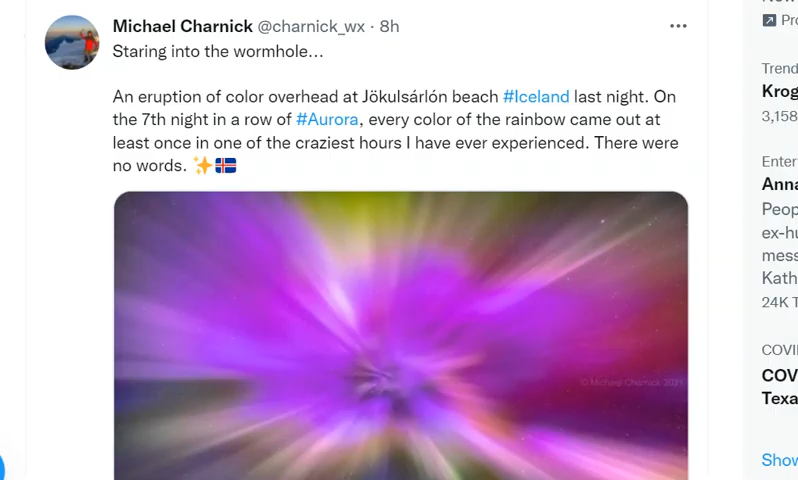 Michael Charnick @charnick_wx · 8h
Staring into the wormhole…
An eruption of color overhead at Jökulsárlón beach #Iceland last night. On
the 7th night in a row of #Aurora, every color of the rainbow came out at
least once in one of the craziest hours I have ever experienced. There were
no words. ✨🇮🇸
© Michael Charnick 2021
Trend
Krog
3,158
Enter
Anna
Peop
ex-hu
mess
Kath
24K T
COVI
COV
Texa
Show